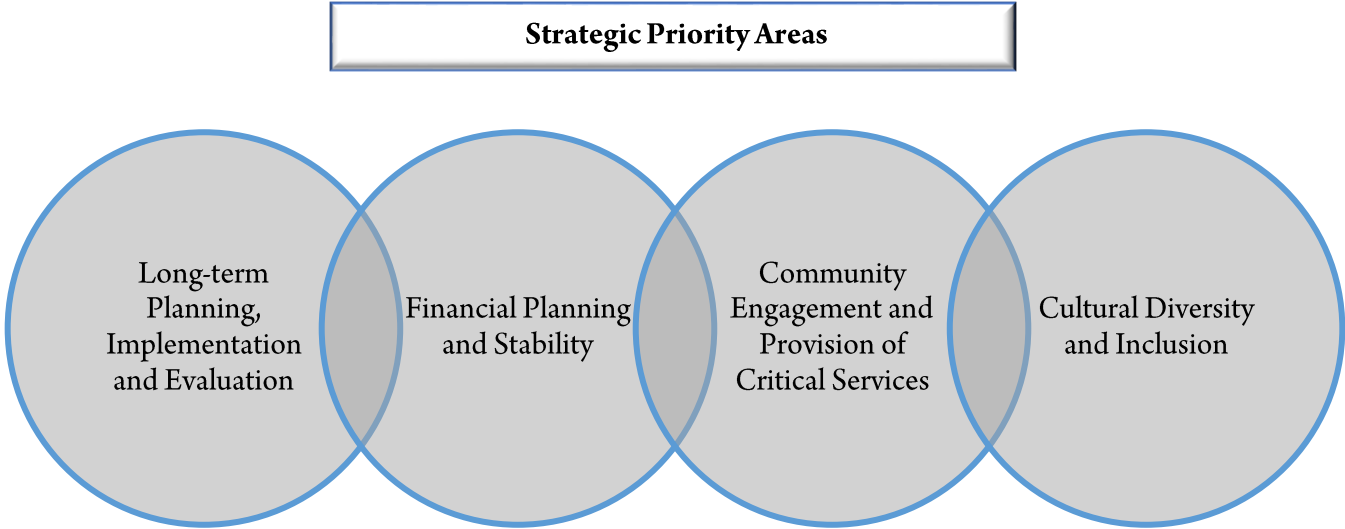 Strategic Priority Areas
Long-term
Planning,
Implementation
and Evaluation
Financial Planning
and Stability
Community
Engagement and
Provision of
Critical Services
Cultural Diversity
and Inclusion